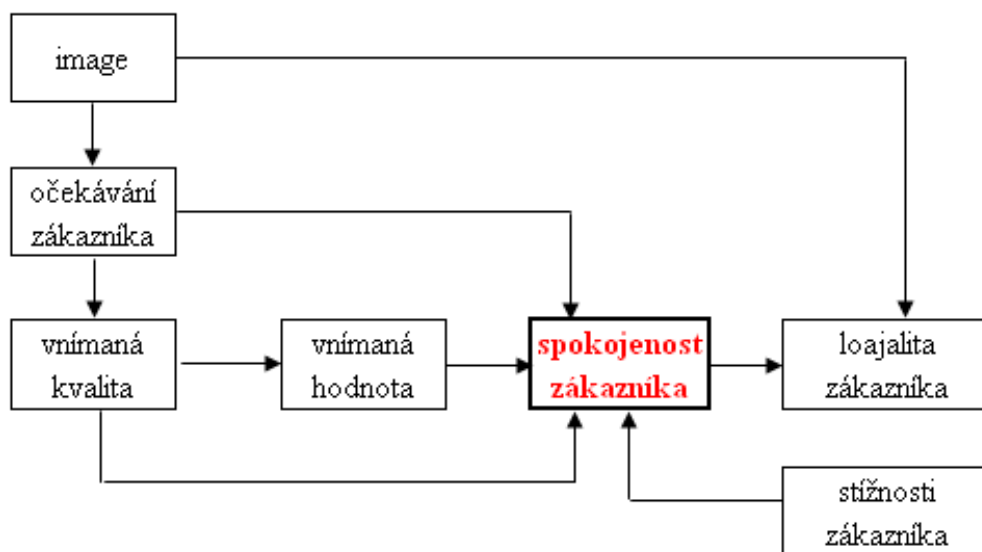 image
očekávání
zákazníka
vnímaná
kvalita
vnímaná
hodnota
spokojenost
zákazníka
loajalita
zákazníka
stížnosti
zákazníka